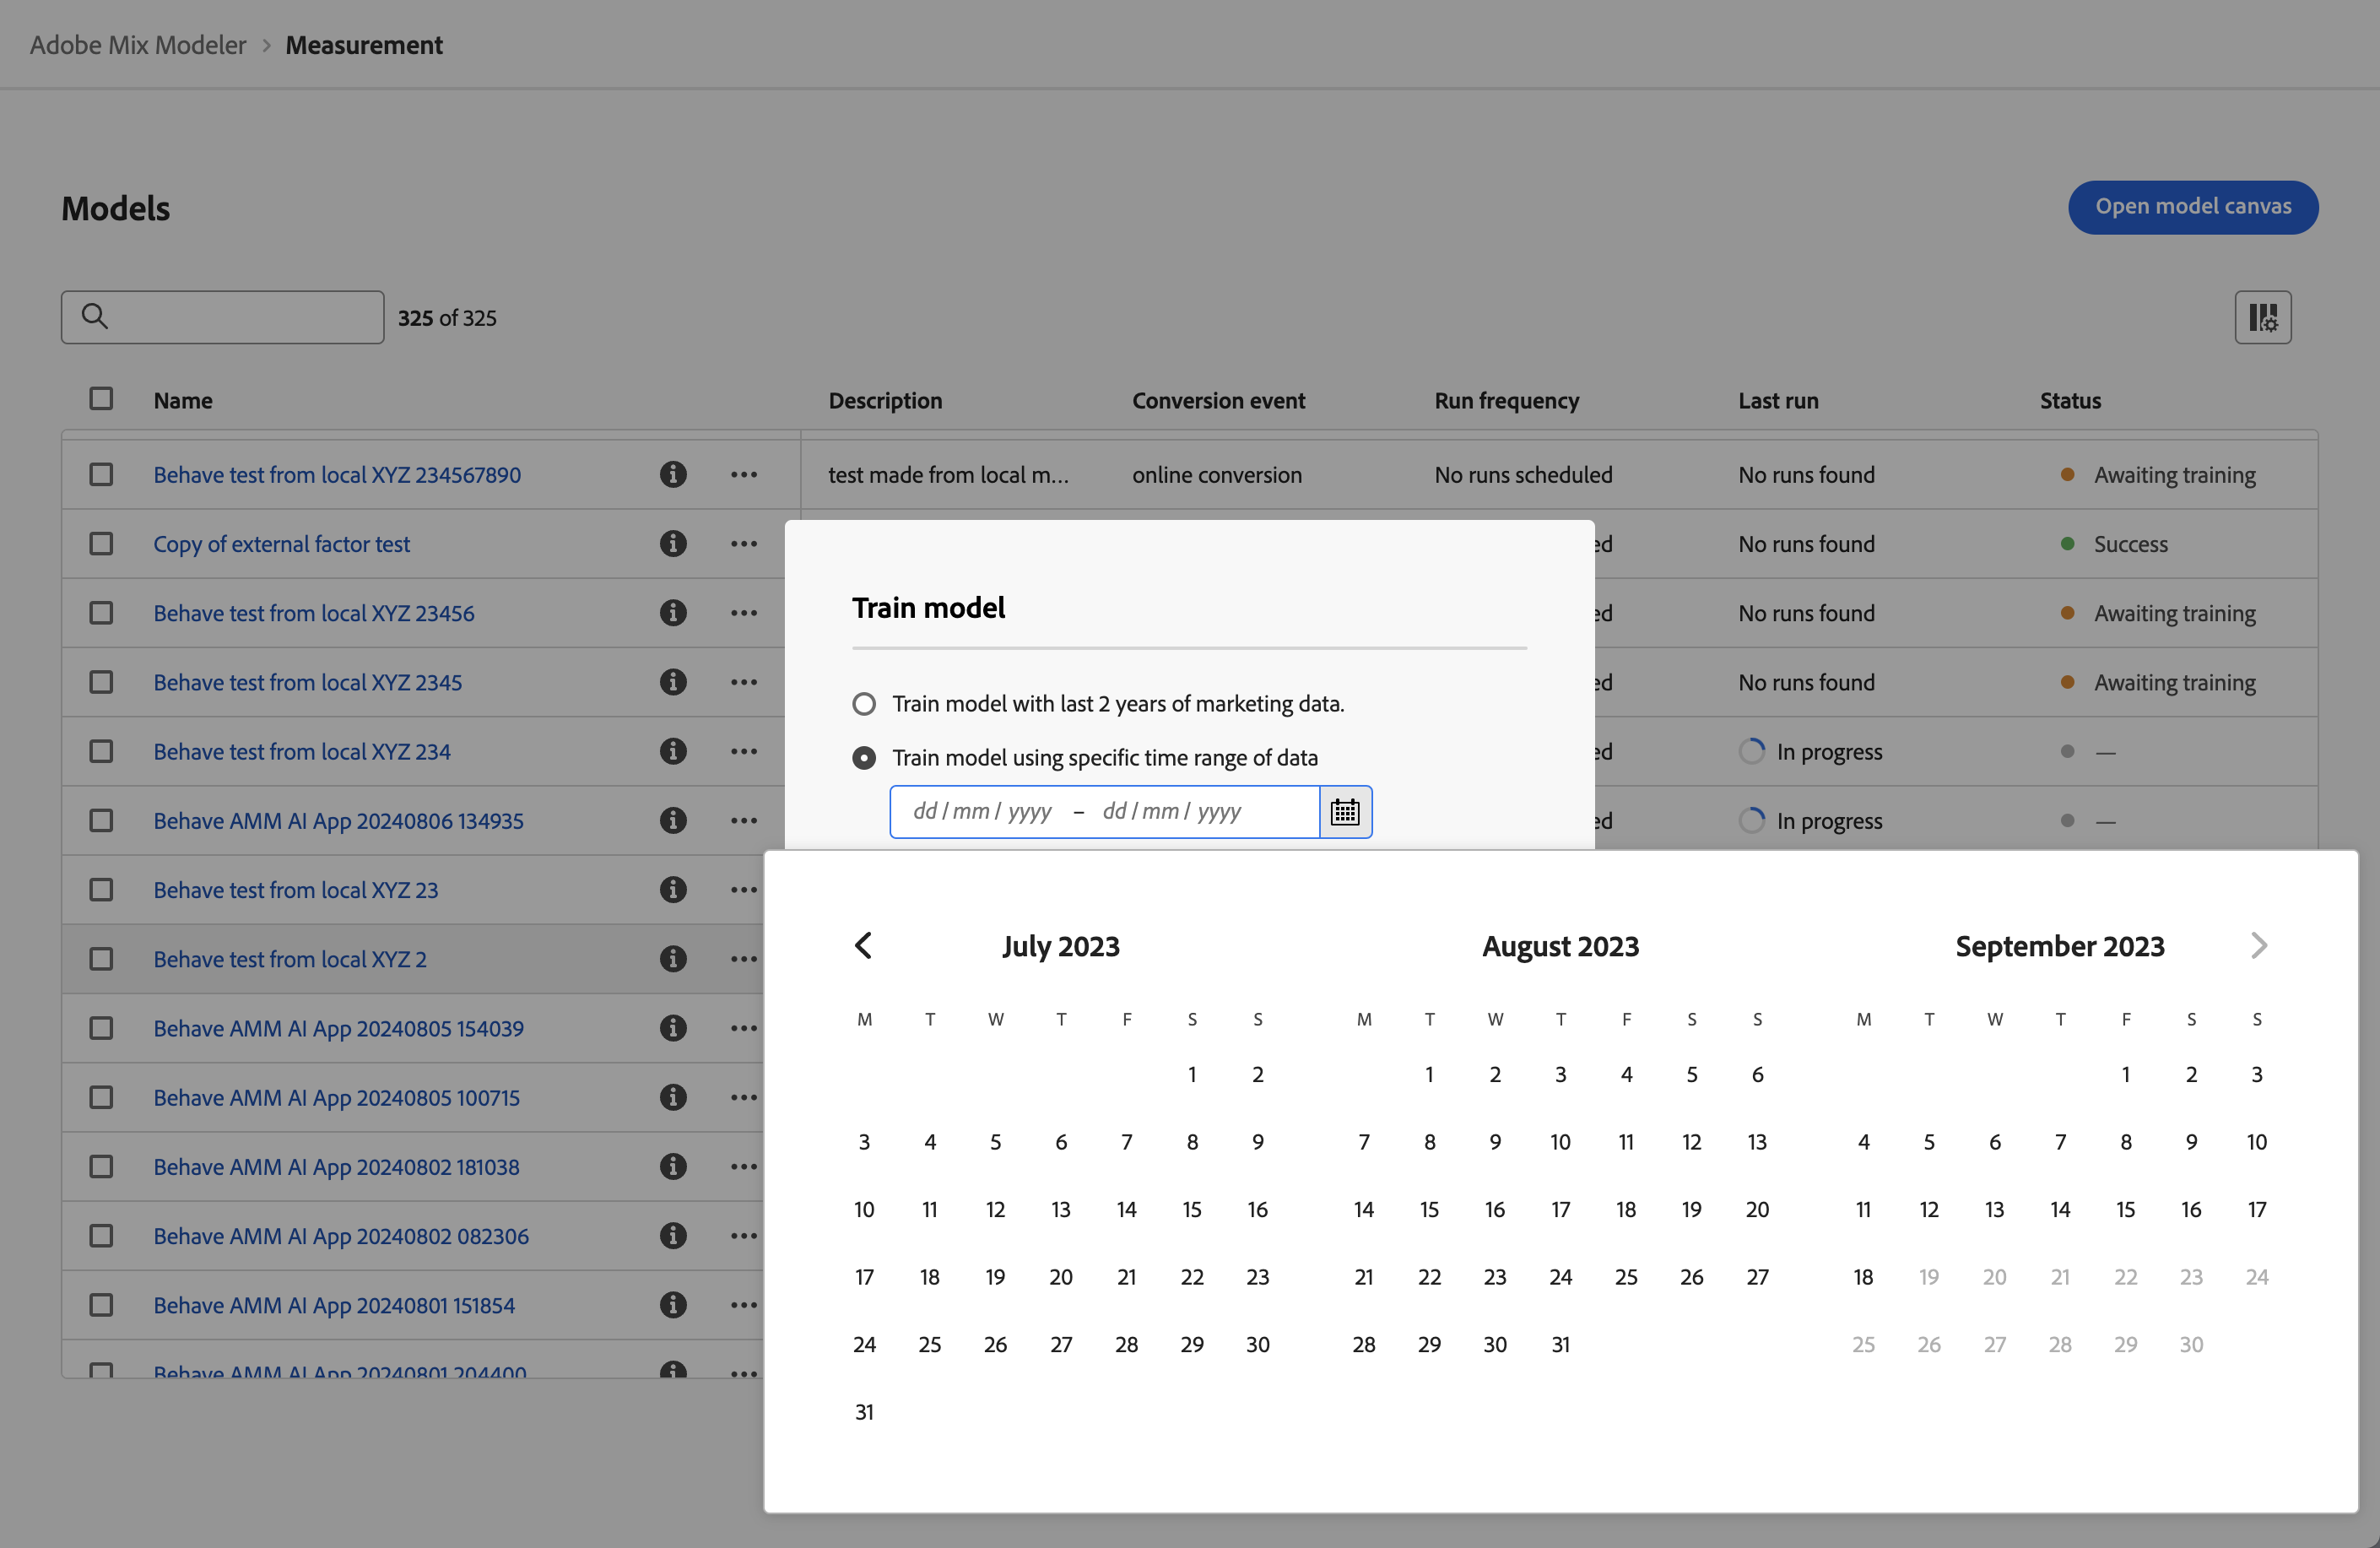 Adobe Mix Modeler > Measurement
Models
Open model canvas
325 of 325
Name Description Conversion event Run frequency Last run Status
Behave test from local XYZ 234567890 test made from local m... online conversion No runs scheduled No runs found Awaiting training
Copy of external factor test ed No runs found Success
Behave test from local XYZ 23456 ed No runs found Awaiting training
Behave test from local XYZ 2345 ed No runs found Awaiting training
Behave test from local XYZ 234 ed In progress —
Behave AMM AI App 20240806 134935 ed In progress —
Behave test from local XYZ 23
Behave test from local XYZ 2
Behave AMM AI App 20240805 154039
Behave AMM AI App 20240805 100715
Behave AMM AI App 20240802 181038
Behave AMM AI App 20240802 082306
Behave AMM AI App 20240801 151854
Behave AMM AI App 20240801 204400
Train model
Train model with last 2 years of marketing data.
Train model using specific time range of data
dd / mm / yyyy – dd / mm / yyyy
July 2023
M T W T F S S
1 2
3 4 5 6 7 8 9
10 11 12 13 14 15 16
17 18 19 20 21 22 23
24 25 26 27 28 29 30
31
August 2023
M T W T F S S
1 2 3 4 5 6
7 8 9 10 11 12 13
14 15 16 17 18 19 20
21 22 23 24 25 26 27
28 29 30 31
September 2023
M T W T F S S
1 2 3
4 5 6 7 8 9 10
11 12 13 14 15 16 17
18 19 20 21 22 23 24
25 26 27 28 29 30